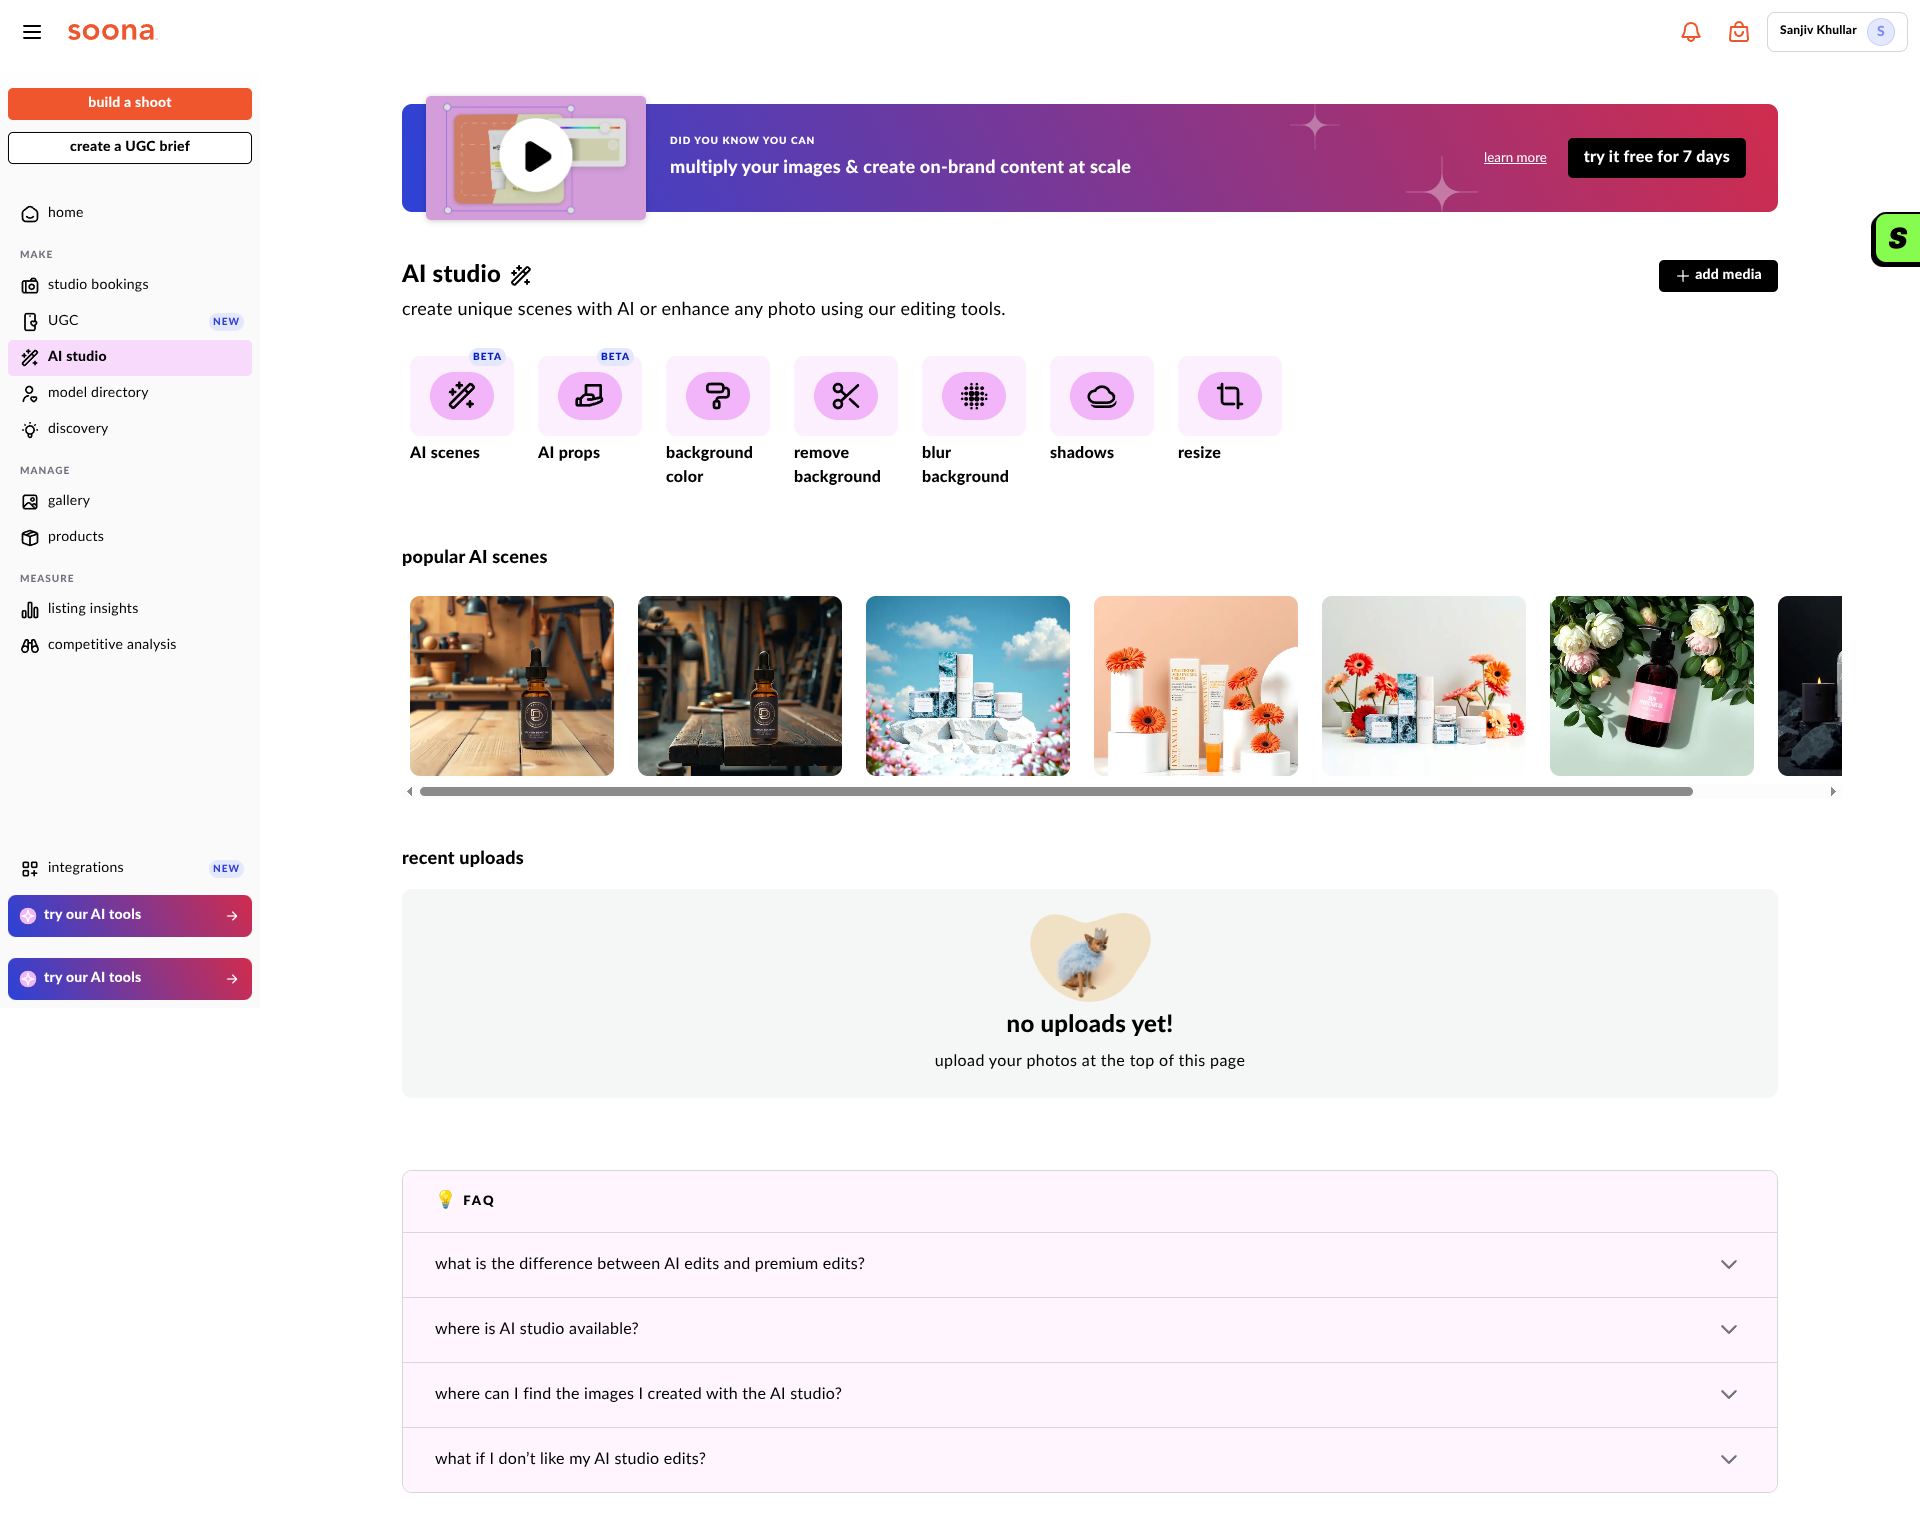 soona
Sanjiv Khullar
S
build a shoot
create a UGC brief
home
MAKE
studio bookings
UGC
NEW
AI studio
model directory
discovery
MANAGE
gallery
products
MEASURE
listing insights
competitive analysis
integrations
NEW
try our AI tools
try our AI tools
DID YOU KNOW YOU CAN
multiply your images & create on-brand content at scale
learn more
try it free for 7 days
S
AI studio
add media
create unique scenes with AI or enhance any photo using our editing tools.
BETA
BETA
AI scenes
AI props
background
color
remove
background
blur
background
shadows
resize
popular AI scenes
INSTANATURAL
recent uploads
no uploads yet!
upload your photos at the top of this page
💡 FAQ
what is the difference between AI edits and premium edits?
where is AI studio available?
where can I find the images I created with the AI studio?
what if I don’t like my AI studio edits?